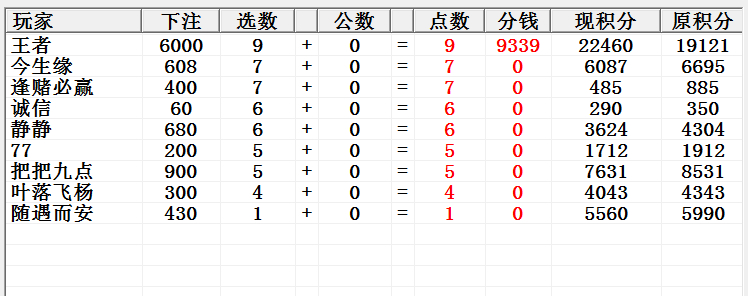 玩家 下注 选数 公数 点数 分钱 现积分 原积分
王者 6000 9 + 0 = 9 9339 22460 19121
今生缘 608 7 + 0 = 7 0 6087 6695
逢赌必赢 400 7 + 0 = 7 0 485 885
诚信 60 6 + 0 = 6 0 290 350
静静 680 6 + 0 = 6 0 3624 4304
77 200 5 + 0 = 5 0 1712 1912
把把九点 900 5 + 0 = 5 0 7631 8531
叶落飞杨 300 4 + 0 = 4 0 4043 4343
随遇而安 430 1 + 0 = 1 0 5560 5990